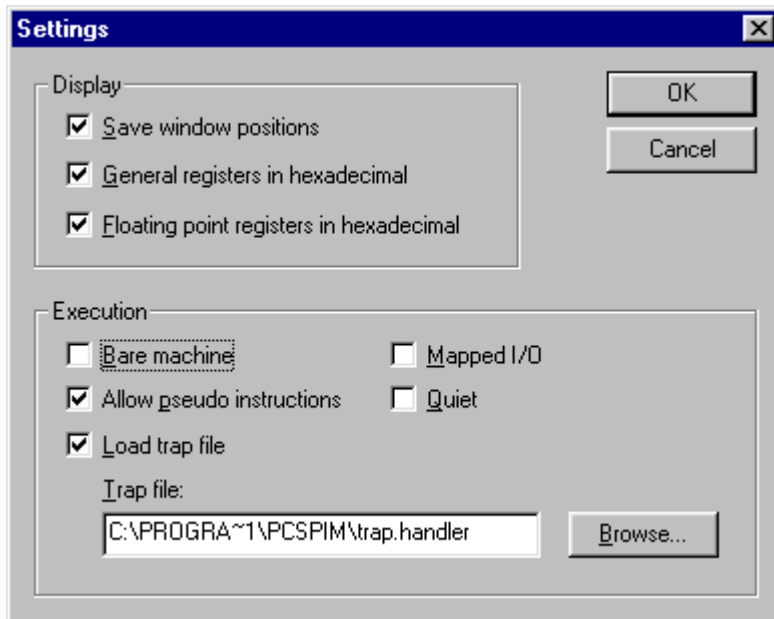 Settings
Display
OK
Save window positions
Cancel
General registers in hexadecimal
Floating point registers in hexadecimal
Execution
Bare machine
Mapped I/O
Allow pseudo instructions
Quiet
Load trap file
Trap file:
C:\PROGRA~1\PCSPIM\trap.handler
Browse...